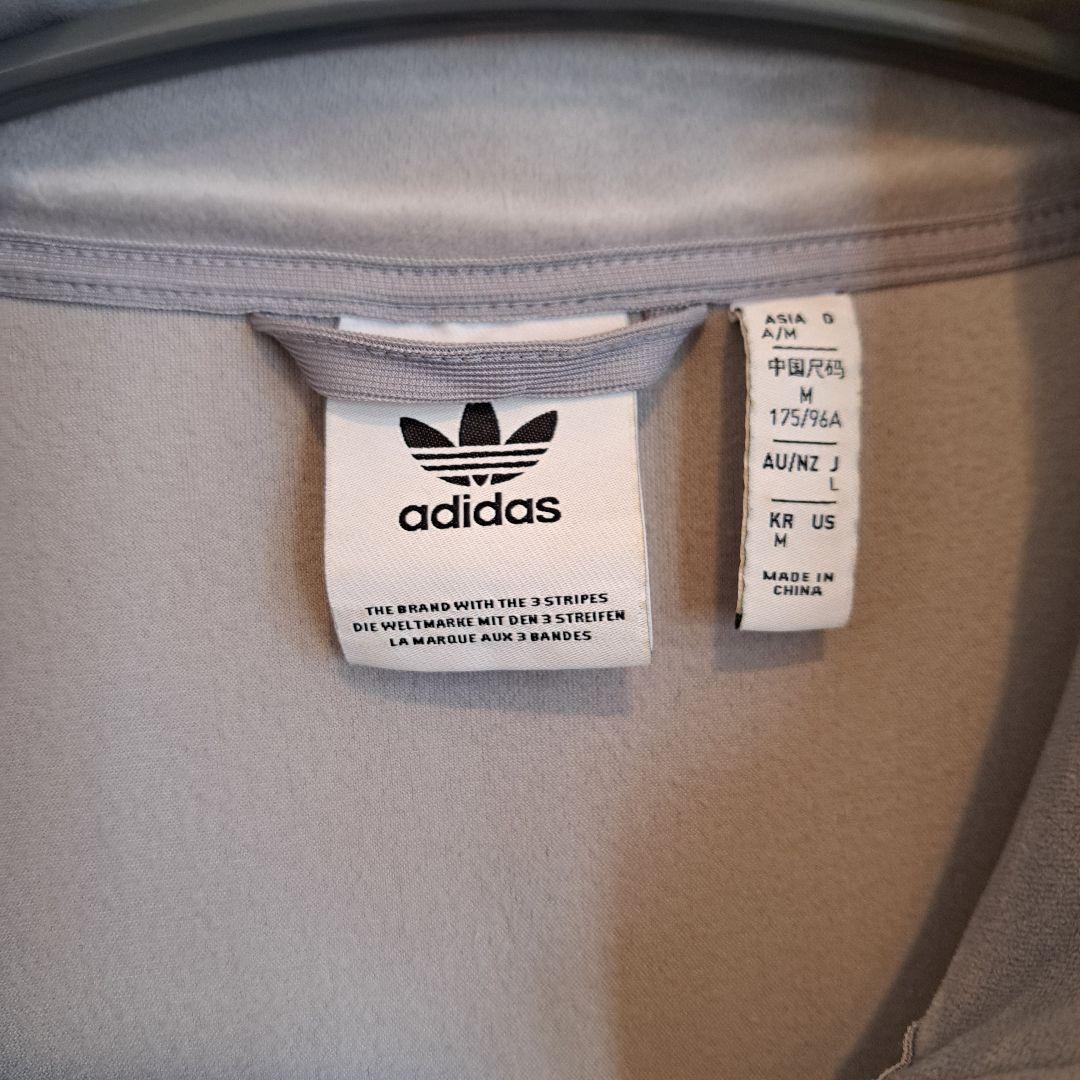 adidas
THE BRAND WITH THE 3 STRIPES
DIE WELTMARKE MIT DEN 3 STREIFEN
LA MARQUE AUX 3 BANDES
ASIA D
A/M
中国尺码
M
175/96A
AU/NZ J
L
KR US
M
MADE IN
CHINA